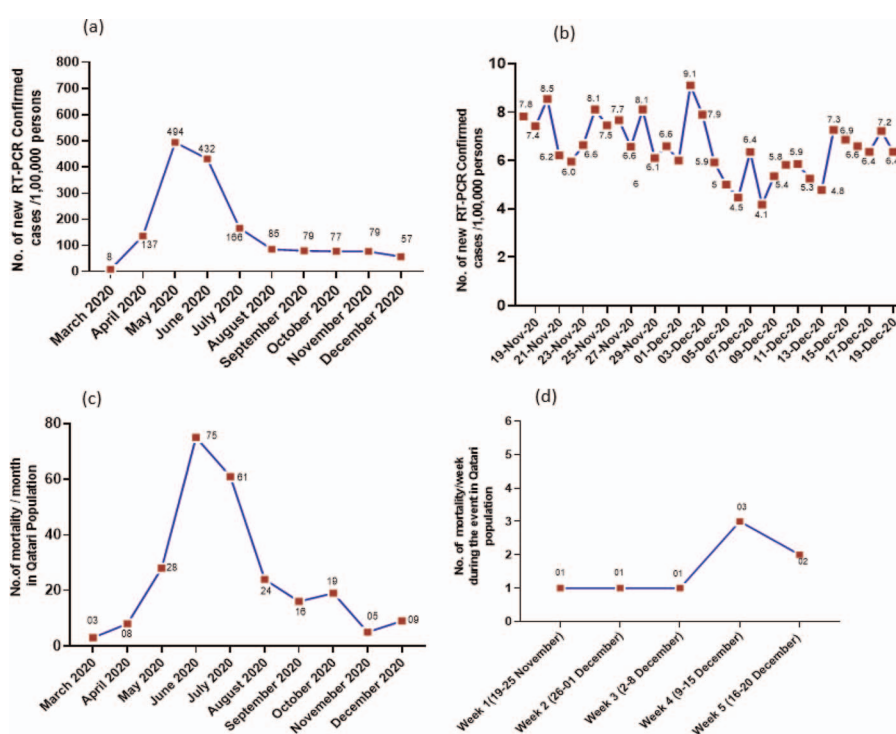 (a)
No. of new RT-PCR Confirmed
cases /1,00,000 persons
800
700
600
500
400
300
200
100
0
8
137
494
432
166
85
79
77
79
57
March 2020
April 2020
May 2020
June 2020
July 2020
August 2020
September 2020
October 2020
November 2020
December 2020
(b)
No. of new RT-PCR Confirmed
cases /1,00,000 persons
10
8
6
4
2
0
7.8
7.4
8.5
6.2
6.0
6.6
8.1
7.5
7.7
6.6
8.1
6.1
6.6
6
9.1
7.9
5.9
5
4.5
6.4
4.1
5.4
5.8
5.9
5.3
4.8
7.3
6.9
6.6
6.4
7.2
6.4
19-Nov-20
21-Nov-20
23-Nov-20
25-Nov-20
27-Nov-20
29-Nov-20
01-Dec-20
03-Dec-20
05-Dec-20
07-Dec-20
09-Dec-20
11-Dec-20
13-Dec-20
15-Dec-20
17-Dec-20
19-Dec-20
(c)
No.of mortality / month
in Qatari Population
80
60
40
20
0
03
08
28
75
61
24
16
19
05
09
March 2020
April 2020
May 2020
June 2020
July 2020
August 2020
September 2020
October 2020
Novemeber 2020
December 2020
(d)
No. of mortality/week
during the event in Qatari
population
6
5
4
3
2
1
0
01
01
01
03
02
Week 1(19-25 November)
Week 2 (26-01 December)
Week 3 (2-8 December)
Week 4 (9-15 December)
Week 5 (16-20 December)